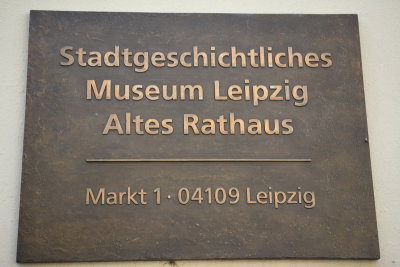 Stadtgeschichtliches
Museum Leipzig
Altes Rathaus
Markt 1 · 04109 Leipzig